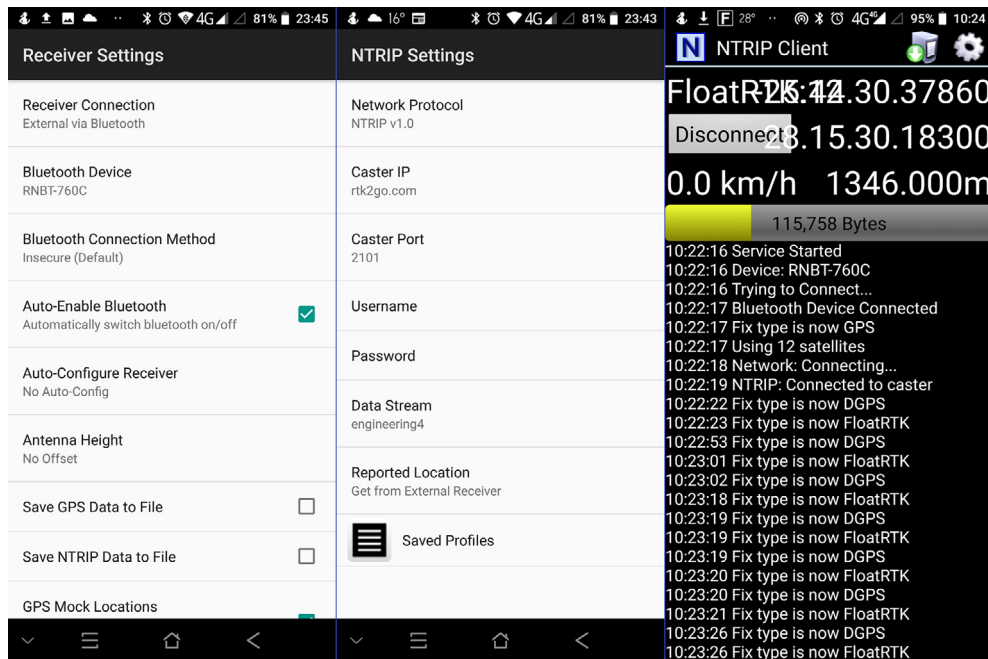 4G 81% 23:45
Receiver Settings
Receiver Connection
External via Bluetooth
Bluetooth Device
RNBT-760C
Bluetooth Connection Method
Insecure (Default)
Auto-Enable Bluetooth
Automatically switch bluetooth on/off
Auto-Configure Receiver
No Auto-Config
Antenna Height
No Offset
Save GPS Data to File
Save NTRIP Data to File
GPS Mock Locations
16° 4G 81% 23:43
NTRIP Settings
Network Protocol
NTRIP v1.0
Caster IP
rtk2go.com
Caster Port
2101
Username
Password
Data Stream
engineering4
Reported Location
Get from External Receiver
Saved Profiles
F 28° 4G 4G 95% 10:24
N NTRIP Client
FloatRTK:12 .30.37860
Disconnect 28.15.30.18300
0.0 km/h 1346.000m
115,758 Bytes
10:22:16 Service Started
10:22:16 Device: RNBT-760C
10:22:16 Trying to Connect...
10:22:17 Bluetooth Device Connected
10:22:17 Fix type is now GPS
10:22:17 Using 12 satellites
10:22:18 Network: Connecting...
10:22:19 NTRIP: Connected to caster
10:22:22 Fix type is now DGPS
10:22:23 Fix type is now FloatRTK
10:22:53 Fix type is now DGPS
10:23:01 Fix type is now FloatRTK
10:23:02 Fix type is now DGPS
10:23:18 Fix type is now FloatRTK
10:23:19 Fix type is now DGPS
10:23:19 Fix type is now FloatRTK
10:23:19 Fix type is now DGPS
10:23:20 Fix type is now FloatRTK
10:23:20 Fix type is now DGPS
10:23:21 Fix type is now FloatRTK
10:23:26 Fix type is now DGPS
10:23:26 Fix type is now FloatRTK